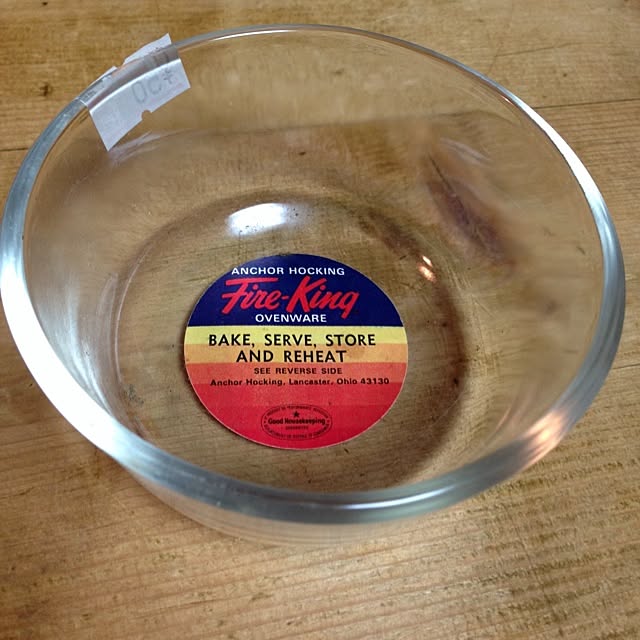 ANCHOR HOCKING
Fire-King
OVENWARE
BAKE, SERVE, STORE
AND REHEAT
SEE REVERSE SIDE
Anchor Hocking, Lancaster, Ohio 43130
Good Housekeeping